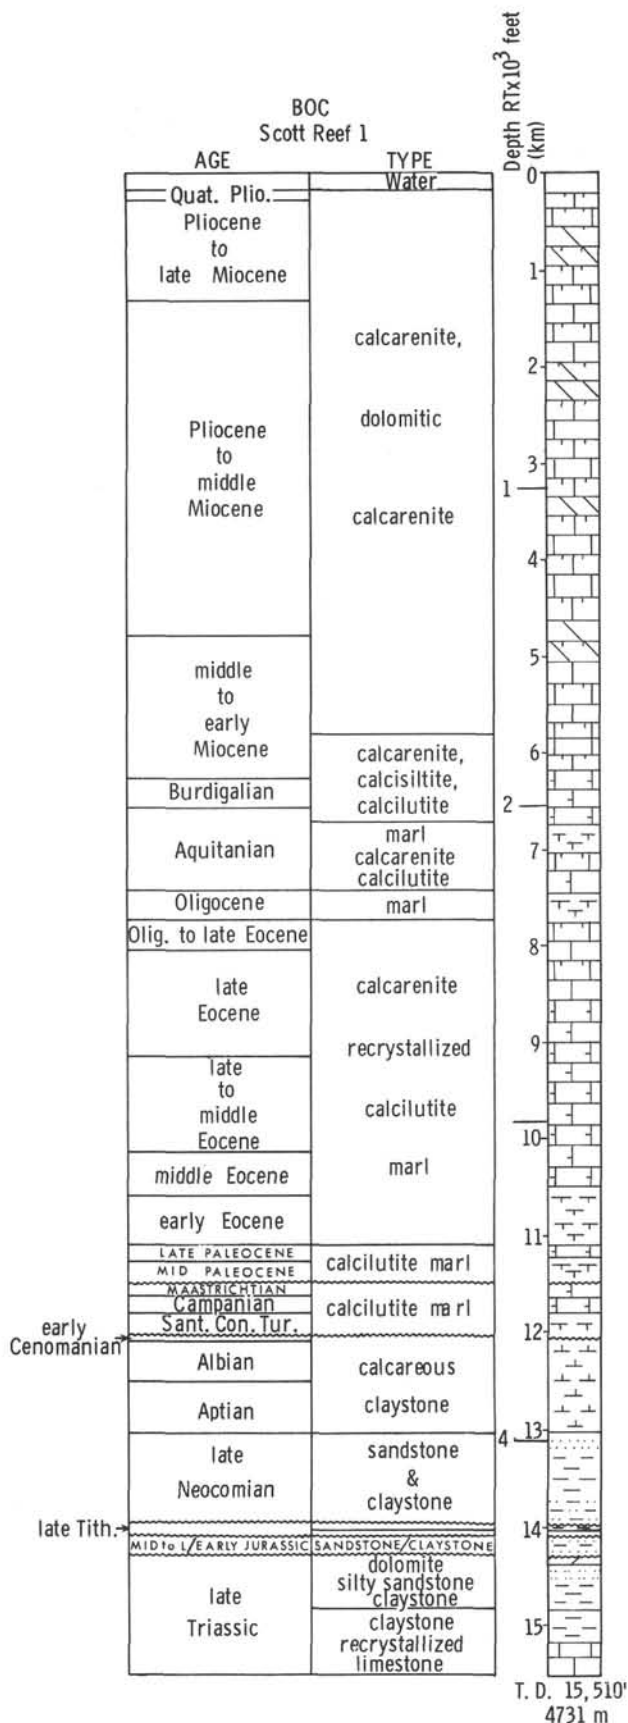 BOC
Scott Reef 1
AGE
TYPE
Depth RTx10³ feet
(km)
Water
0
Quat. Plio.
Pliocene
to
late Miocene
1
calcarenite,
2
dolomitic
Pliocene
to
middle
Miocene
3
1
calcarenite
4
middle
to
early
Miocene
5
6
calcarenite,
calcisiltite,
calcilutite
Burdigalian
2
Aquitanian
marl
calcarenite
calcilutite
7
Oligocene
marl
Olig. to late Eocene
8
late
Eocene
calcarenite
recrystallized
9
late
to
middle
Eocene
calcilutite
10
middle Eocene
marl
early Eocene
11
LATE PALEOCENE
MID PALEOCENE
calcilutite marl
MAASTRICHTIAN
Campanian
Sant. Con. Tur.
calcilutite marl
12
early
Cenomanian
Albian
calcareous
Aptian
claystone
13
4
late
Neocomian
sandstone
&
claystone
late Tith.
14
MID to L/EARLY JURASSIC
SANDSTONE/CLAYSTONE
late
Triassic
dolomite
silty sandstone
claystone
claystone
recrystallized
limestone
15
T. D. 15,510'
4731 m